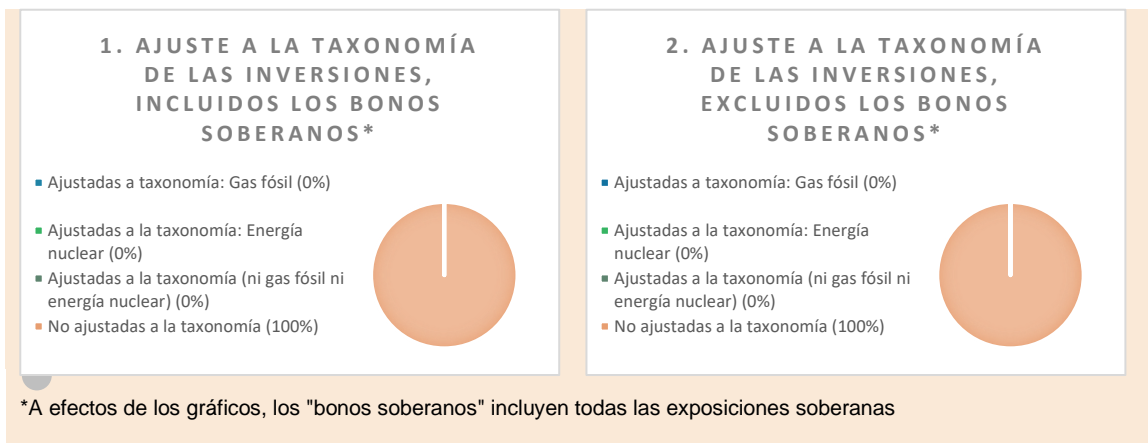 1. AJUSTE A LA TAXONOMÍA
DE LAS INVERSIONES,
INCLUIDOS LOS BONOS
SOBERANOS*
Ajustadas a taxonomía: Gas fósil (0%)
Ajustadas a la taxonomía: Energía
nuclear (0%)
Ajustadas a la taxonomía (ni gas fósil ni
energía nuclear) (0%)
No ajustadas a la taxonomía (100%)
2. AJUSTE A LA TAXONOMÍA
DE LAS INVERSIONES,
EXCLUIDOS LOS BONOS
SOBERANOS*
Ajustadas a taxonomía: Gas fósil (0%)
Ajustadas a la taxonomía: Energía
nuclear (0%)
Ajustadas a la taxonomía (ni gas fósil ni
energía nuclear) (0%)
No ajustadas a la taxonomía (100%)
*A efectos de los gráficos, los "bonos soberanos" incluyen todas las exposiciones soberanas